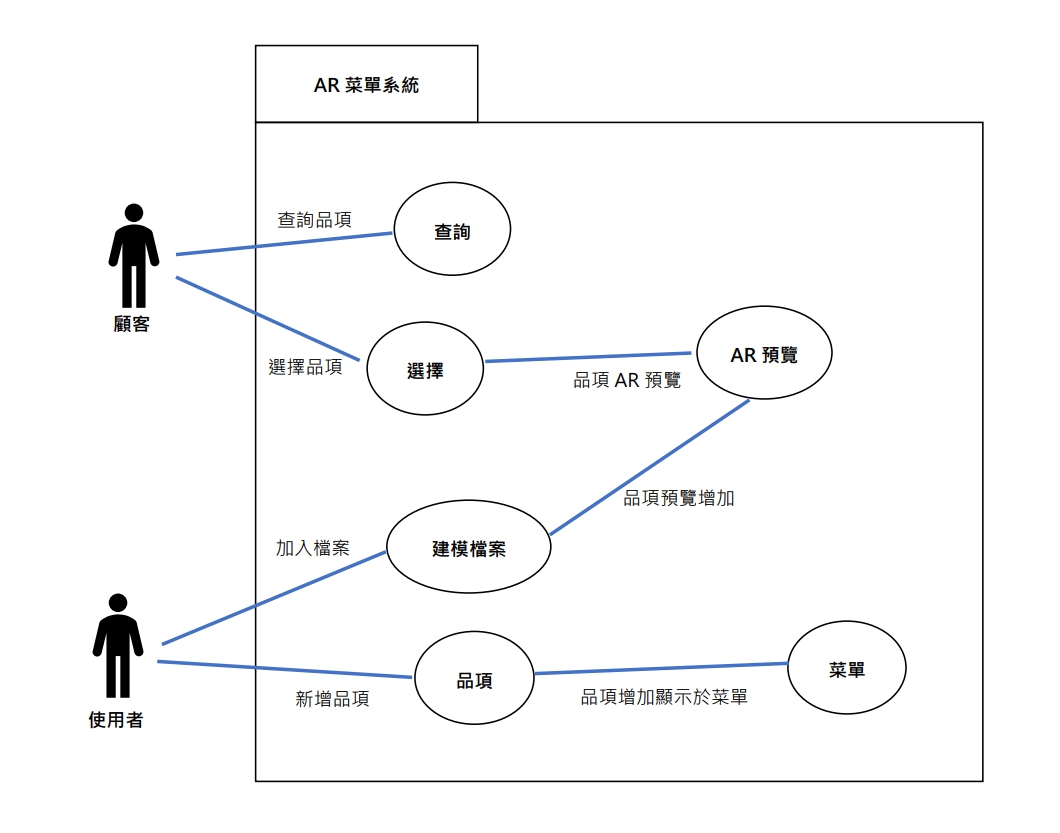 AR 菜單系統
查詢品項
查詢
顧客
選擇品項
選擇
品項 AR 預覽
AR 預覽
品項預覽增加
加入檔案
建模檔案
使用者
新增品項
品項
品項增加顯示於菜單
菜單